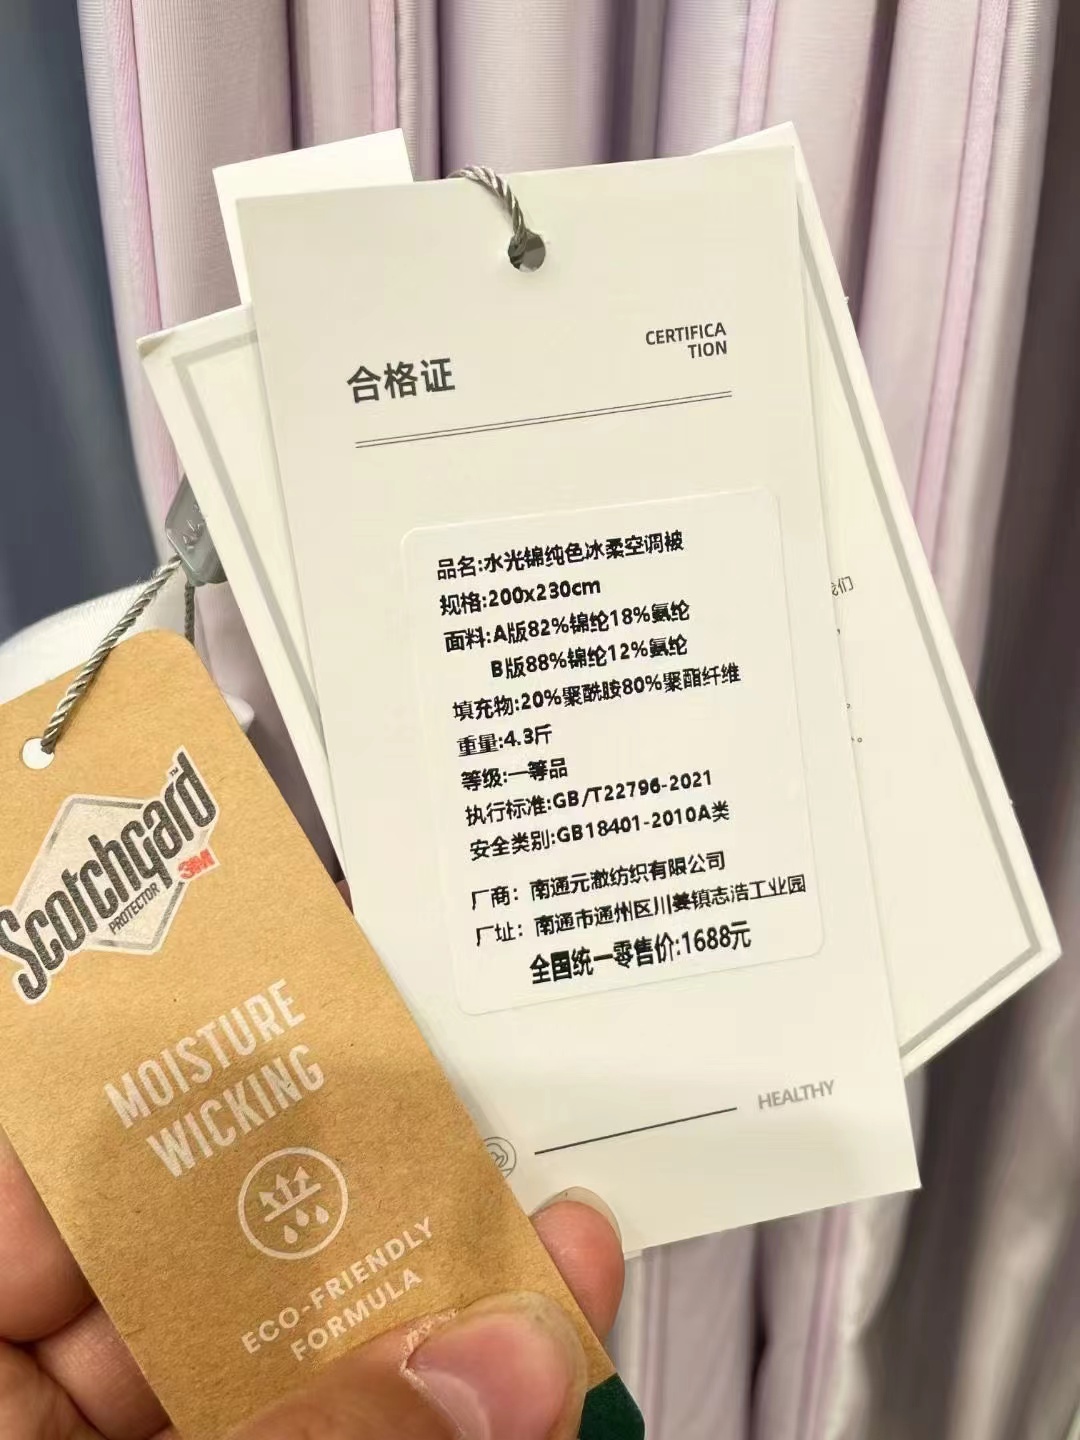 合格证
CERTIFICA
TION
品名:水光锦纯色冰柔空调被
规格:200x230cm
面料:A版82%锦纶18%氨纶
B版88%锦纶12%氨纶
填充物:20%聚酰胺80%聚酯纤维
重量:4.3斤
等级:一等品
执行标准:GB/T22796-2021
安全类别:GB18401-2010A类
厂商：南通元澈纺织有限公司
厂址：南通市通州区川姜镇志浩工业园
全国统一零售价:1688元
HEALTHY
我们
Scotchgard™
PROTECTOR
3M
MOISTURE
WICKING
ECO-FRIENDLY
FORMULA